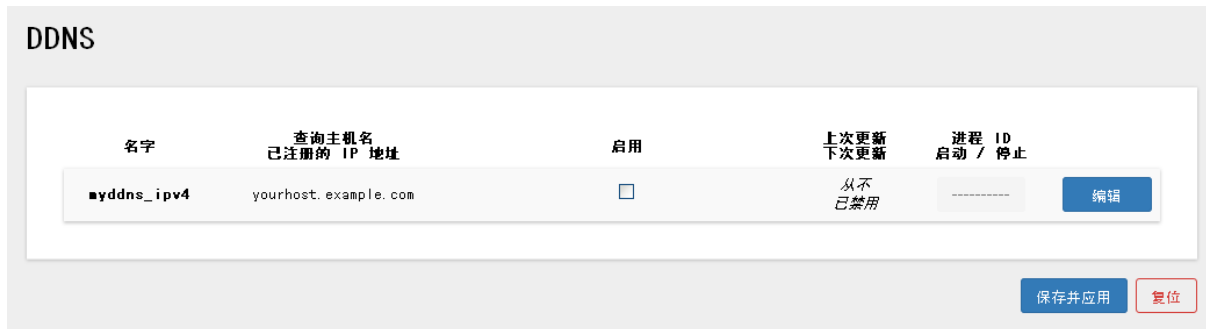 DDNS
名字
查询主机名
已注册的 IP 地址
启用
上次更新
下次更新
进程 ID
启动 / 停止
myddns_ipv4
yourhost.example.com
从不
已禁用
----------
编辑
保存并应用
复位